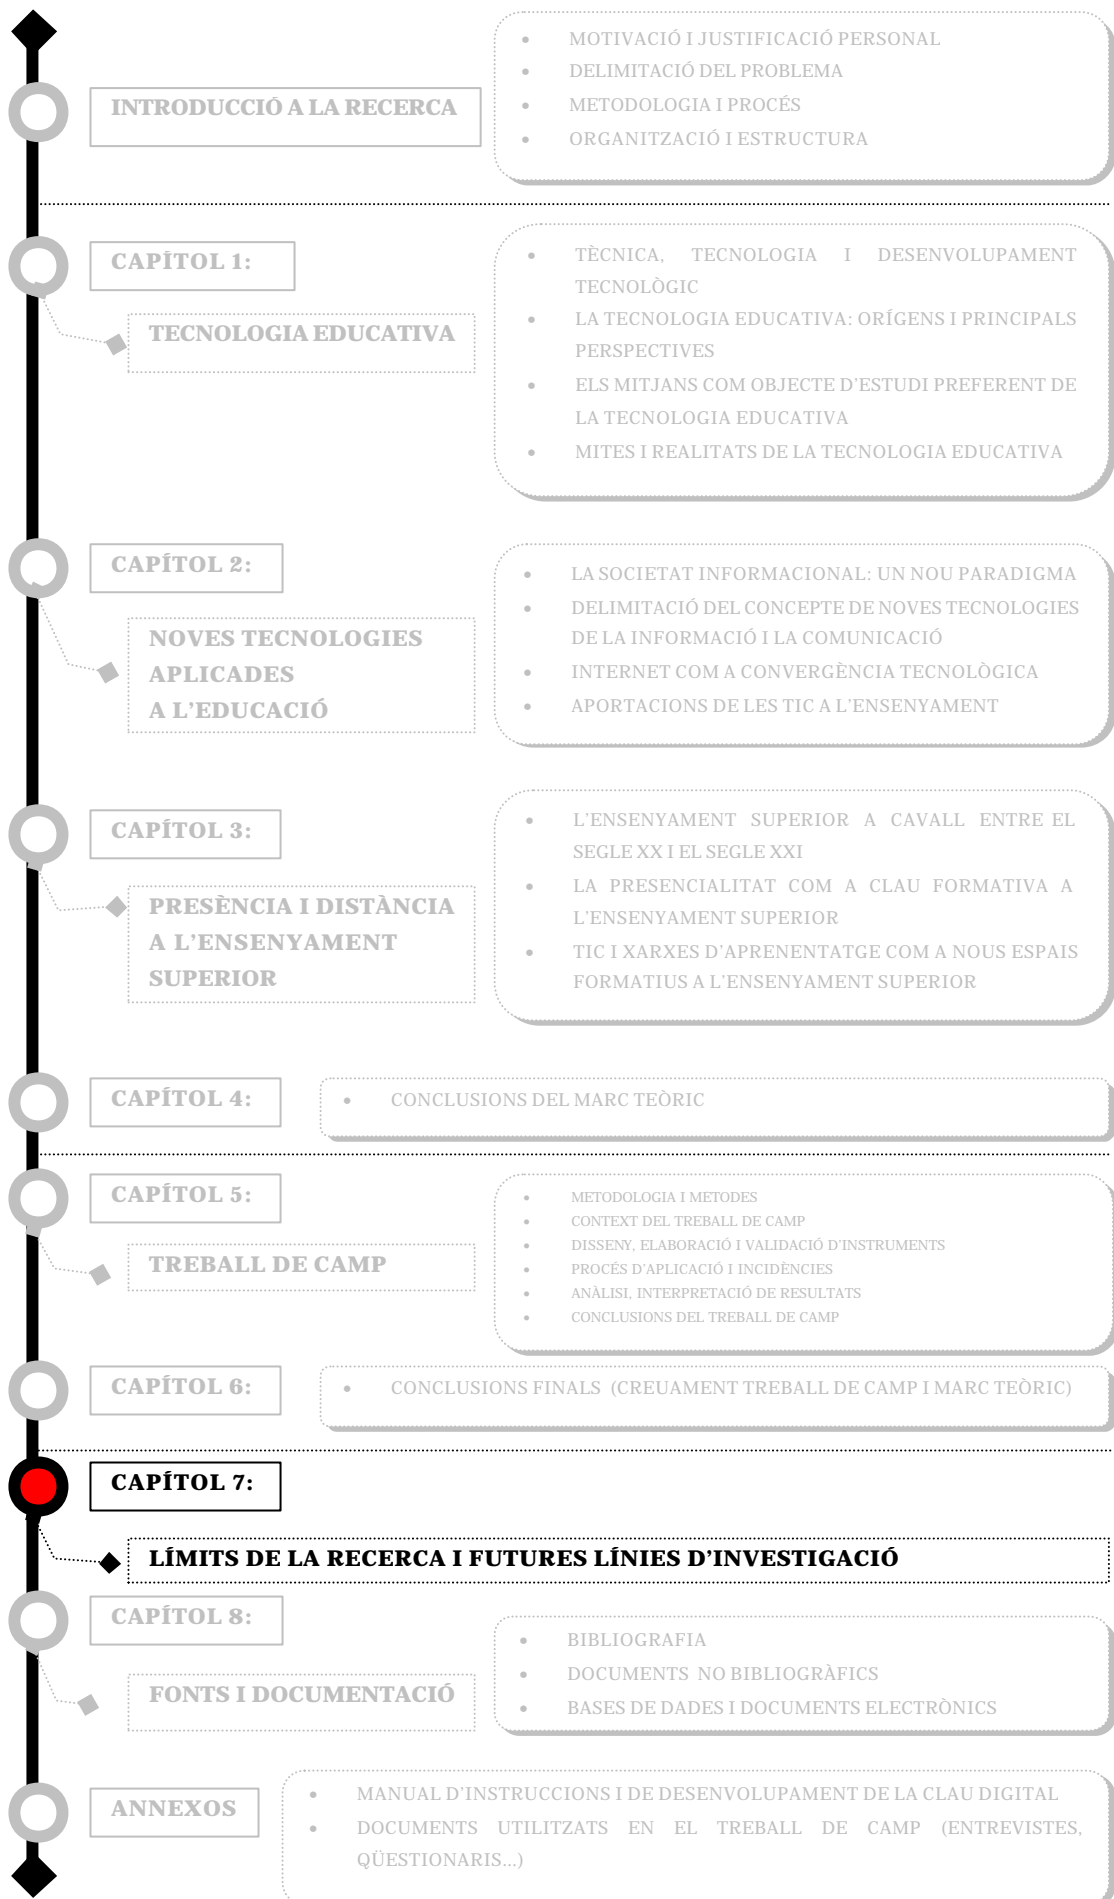 INTRODUCCIÓ A LA RECERCA
• MOTIVACIÓ I JUSTIFICACIÓ PERSONAL
• DELIMITACIÓ DEL PROBLEMA
• METODOLOGIA I PROCÉS
• ORGANITZACIÓ I ESTRUCTURA
CAPÍTOL 1:
TECNOLOGIA EDUCATIVA
• TÈCNICA, TECNOLOGIA I DESENVOLUPAMENT
TECNOLÒGIC
• LA TECNOLOGIA EDUCATIVA: ORÍGENS I PRINCIPALS
PERSPECTIVES
• ELS MITJANS COM OBJECTE D'ESTUDI PREFERENT DE
LA TECNOLOGIA EDUCATIVA
• MITES I REALITATS DE LA TECNOLOGIA EDUCATIVA
CAPÍTOL 2:
NOVES TECNOLOGIES
APLICADES
A L'EDUCACIÓ
• LA SOCIETAT INFORMACIONAL: UN NOU PARADIGMA
• DELIMITACIÓ DEL CONCEPTE DE NOVES TECNOLOGIES
DE LA INFORMACIÓ I LA COMUNICACIÓ
• INTERNET COM A CONVERGÈNCIA TECNOLÒGICA
• APORTACIONS DE LES TIC A L'ENSENYAMENT
CAPÍTOL 3:
PRESÈNCIA I DISTÀNCIA
A L'ENSENYAMENT
SUPERIOR
• L'ENSENYAMENT SUPERIOR A CAVALL ENTRE EL
SEGLE XX I EL SEGLE XXI
• LA PRESENCIALITAT COM A CLAU FORMATIVA A
L'ENSENYAMENT SUPERIOR
• TIC I XARXES D'APRENENTATGE COM A NOUS ESPAIS
FORMATIUS A L'ENSENYAMENT SUPERIOR
CAPÍTOL 4:
• CONCLUSIONS DEL MARC TEÒRIC
CAPÍTOL 5:
TREBALL DE CAMP
• METODOLOGIA I METODES
• CONTEXT DEL TREBALL DE CAMP
• DISSENY, ELABORACIÓ I VALIDACIÓ D'INSTRUMENTS
• PROCÉS D'APLICACIÓ I INCIDÈNCIES
• ANÀLISI, INTERPRETACIÓ DE RESULTATS
• CONCLUSIONS DEL TREBALL DE CAMP
CAPÍTOL 6:
• CONCLUSIONS FINALS (CREUAMENT TREBALL DE CAMP I MARC TEÒRIC)
CAPÍTOL 7:
LÍMITS DE LA RECERCA I FUTURES LÍNIES D'INVESTIGACIÓ
CAPÍTOL 8:
FONTS I DOCUMENTACIÓ
• BIBLIOGRAFIA
• DOCUMENTS NO BIBLIOGRÀFICS
• BASES DE DADES I DOCUMENTS ELECTRÒNICS
ANNEXOS
• MANUAL D'INSTRUCCIONS I DE DESENVOLUPAMENT DE LA CLAU DIGITAL
• DOCUMENTS UTILITZATS EN EL TREBALL DE CAMP (ENTREVISTES,
QÜESTIONARIS...)